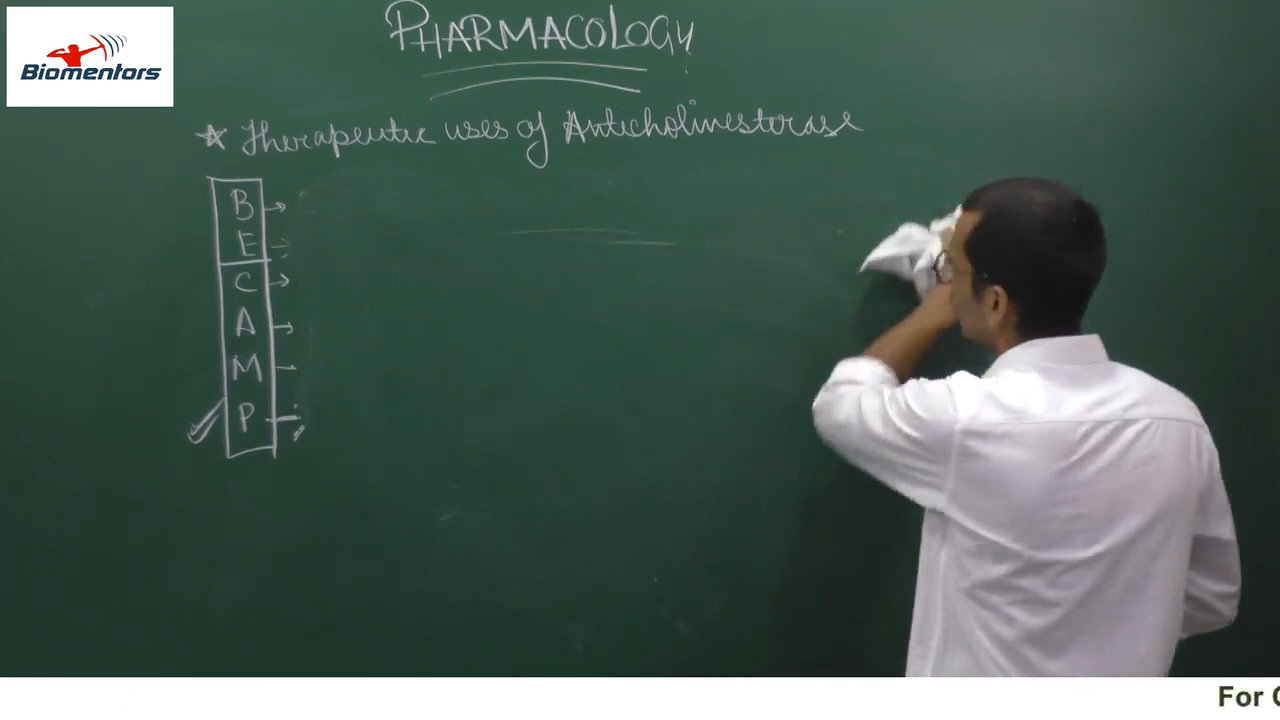 PHARMACOLOGY
Biomentors
* Therapeutic uses of Anticholinesterase
B →
E →
C →
A →
M →
✓ P →
For